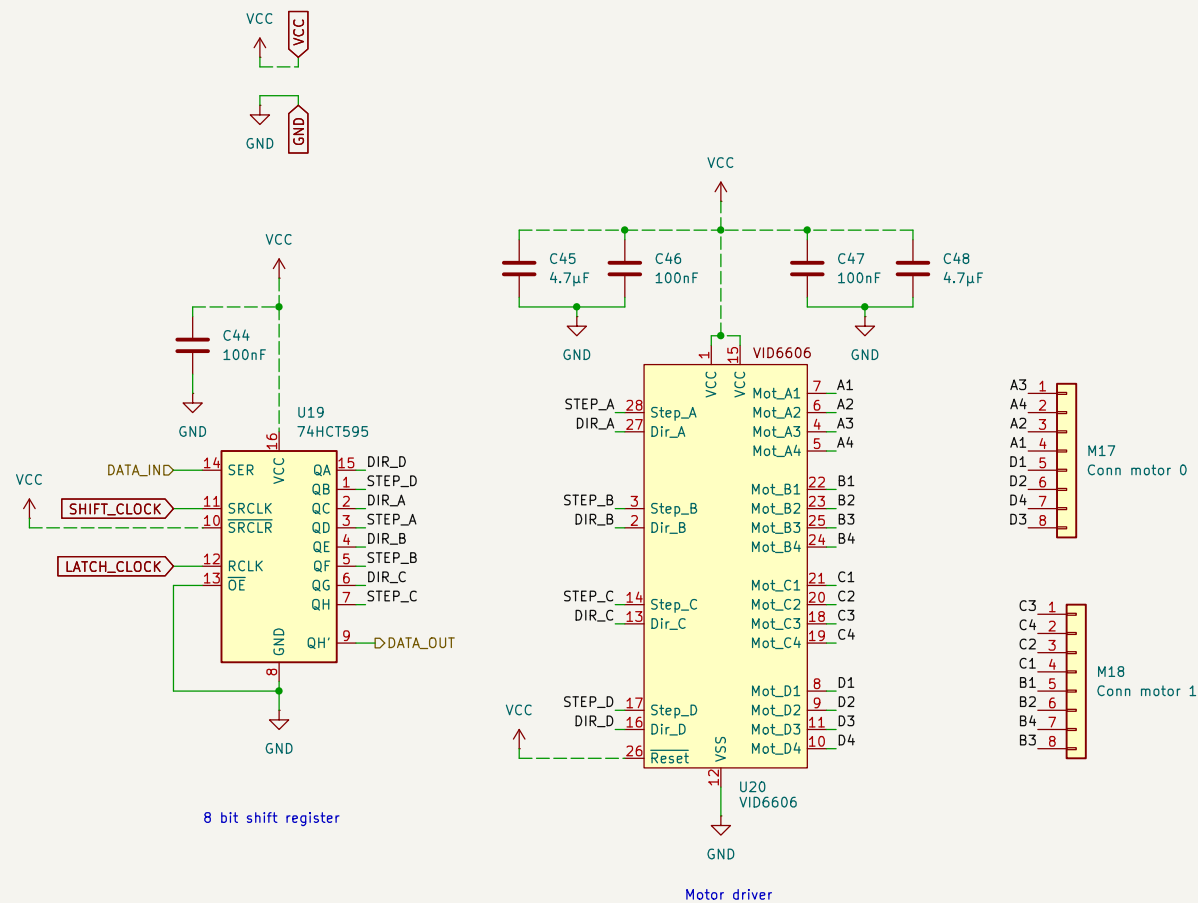 VCC
VCC
GND
GND
VCC
VCC
C45
4.7µF
C46
100nF
C47
100nF
C48
4.7µF
GND
GND
VCC
C44
100nF
GND
U19
74HCT595
16
VCC
DATA_IN
14
SER
SHIFT_CLOCK
11
SRCLK
VCC
10
SRCLR
LATCH_CLOCK
12
RCLK
13
OE
QA
15
DIR_D
QB
1
STEP_D
QC
2
DIR_A
QD
3
STEP_A
QE
4
DIR_B
QF
5
STEP_B
QG
6
DIR_C
QH
7
STEP_C
QH'
9
DATA_OUT
GND
8
GND
8 bit shift register
VID6606
1
15
VCC
VCC
STEP_A
28
Step_A
DIR_A
27
Dir_A
STEP_B
3
Step_B
DIR_B
2
Dir_B
STEP_C
14
Step_C
DIR_C
13
Dir_C
STEP_D
17
Step_D
DIR_D
16
Dir_D
VCC
26
Reset
Mot_A1
7
A1
Mot_A2
6
A2
Mot_A3
4
A3
Mot_A4
5
A4
Mot_B1
22
B1
Mot_B2
23
B2
Mot_B3
25
B3
Mot_B4
24
B4
Mot_C1
21
C1
Mot_C2
20
C2
Mot_C3
18
C3
Mot_C4
19
C4
Mot_D1
8
D1
Mot_D2
9
D2
Mot_D3
11
D3
Mot_D4
10
D4
VSS
12
U20
VID6606
GND
Motor driver
A3 1
A4 2
A2 3
A1 4
D1 5
D2 6
D4 7
D3 8
M17
Conn motor 0
C3 1
C4 2
C2 3
C1 4
B1 5
B2 6
B4 7
B3 8
M18
Conn motor 1